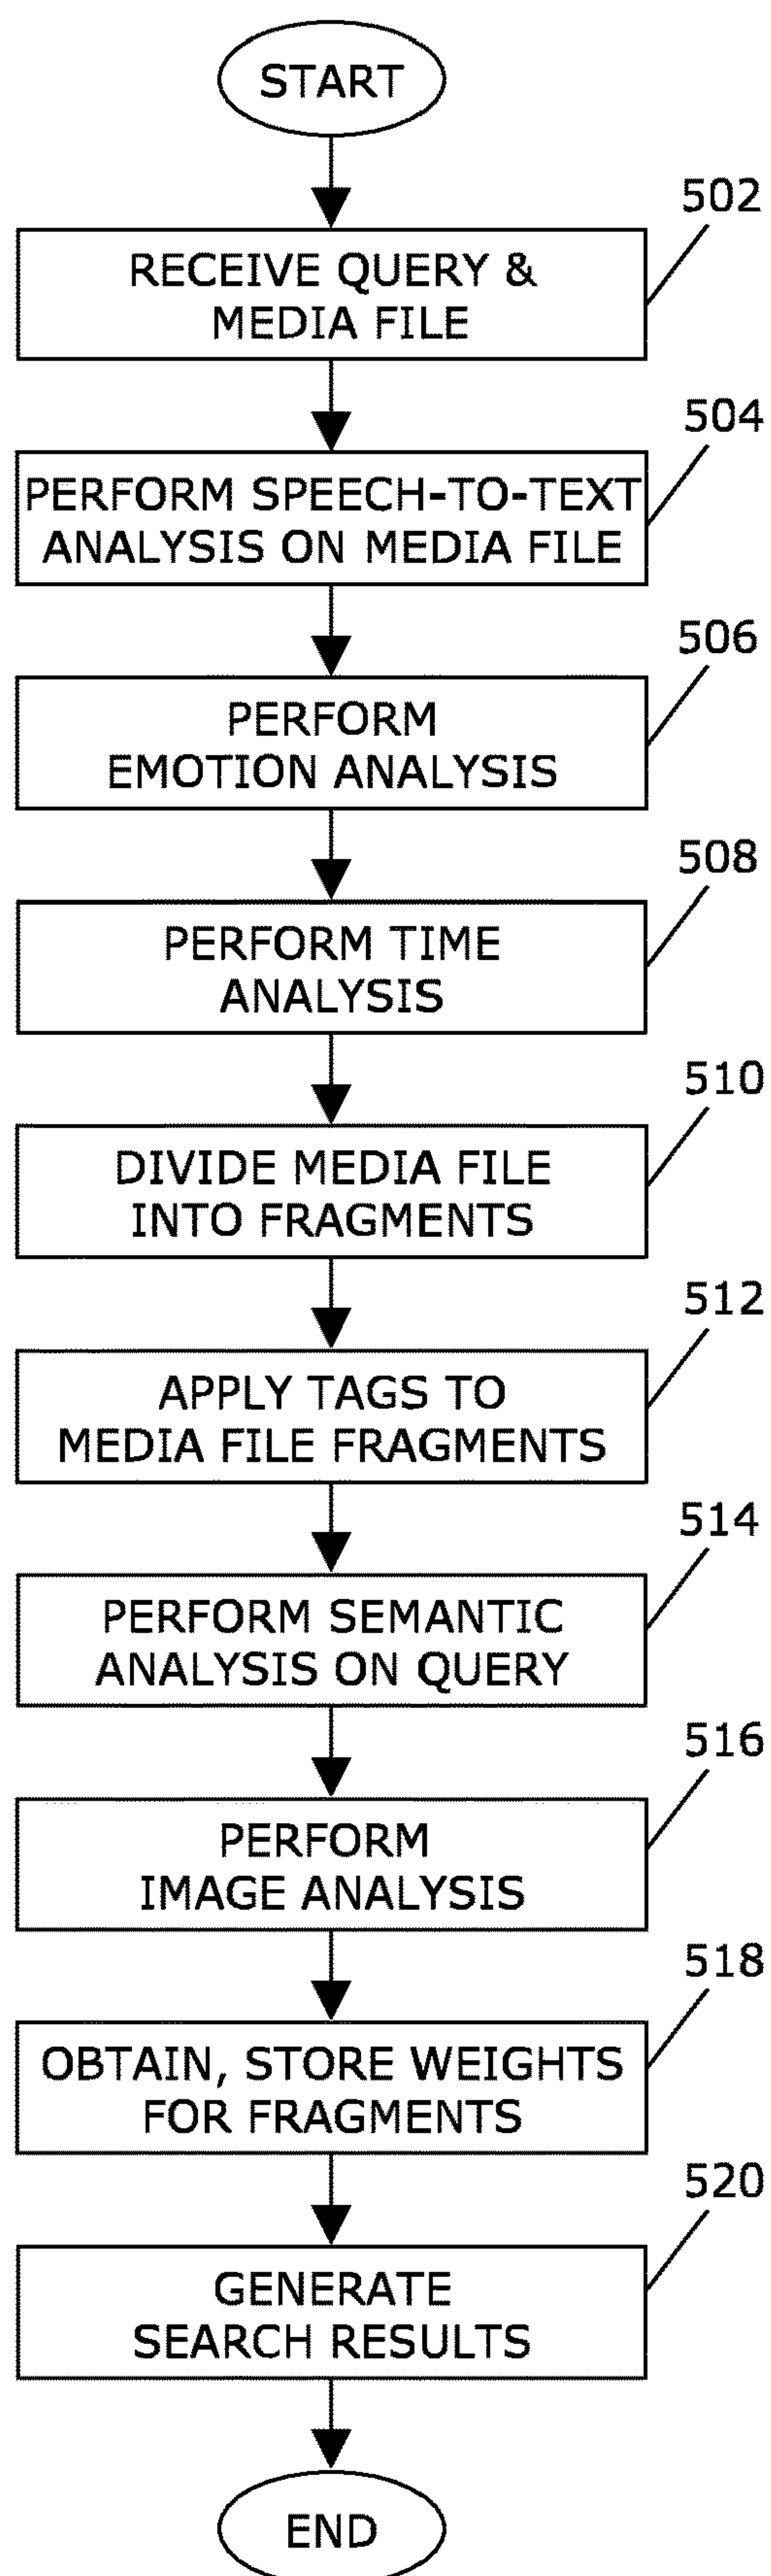 START
502
RECEIVE QUERY &
MEDIA FILE
504
PERFORM SPEECH-TO-TEXT
ANALYSIS ON MEDIA FILE
506
PERFORM
EMOTION ANALYSIS
508
PERFORM TIME
ANALYSIS
510
DIVIDE MEDIA FILE
INTO FRAGMENTS
512
APPLY TAGS TO
MEDIA FILE FRAGMENTS
514
PERFORM SEMANTIC
ANALYSIS ON QUERY
516
PERFORM
IMAGE ANALYSIS
518
OBTAIN, STORE WEIGHTS
FOR FRAGMENTS
520
GENERATE
SEARCH RESULTS
END